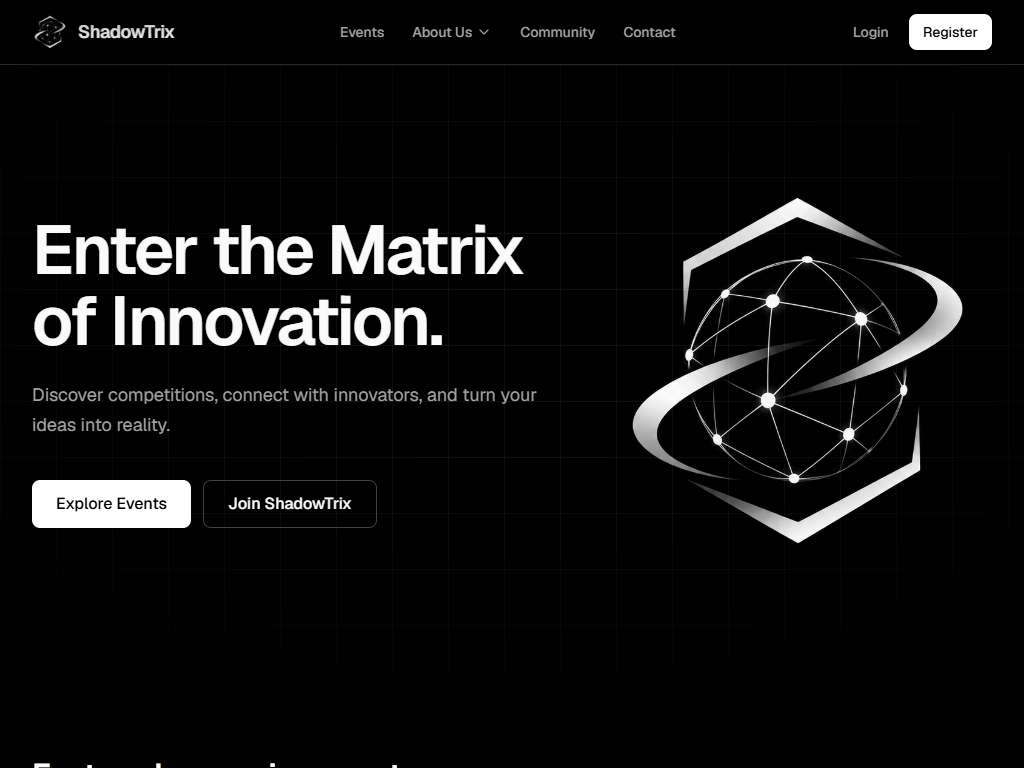 ShadowTrix
Events
About Us
Community
Contact
Login
Register
Enter the Matrix
of Innovation.
Discover competitions, connect with innovators, and turn your
ideas into reality.
Explore Events
Join ShadowTrix